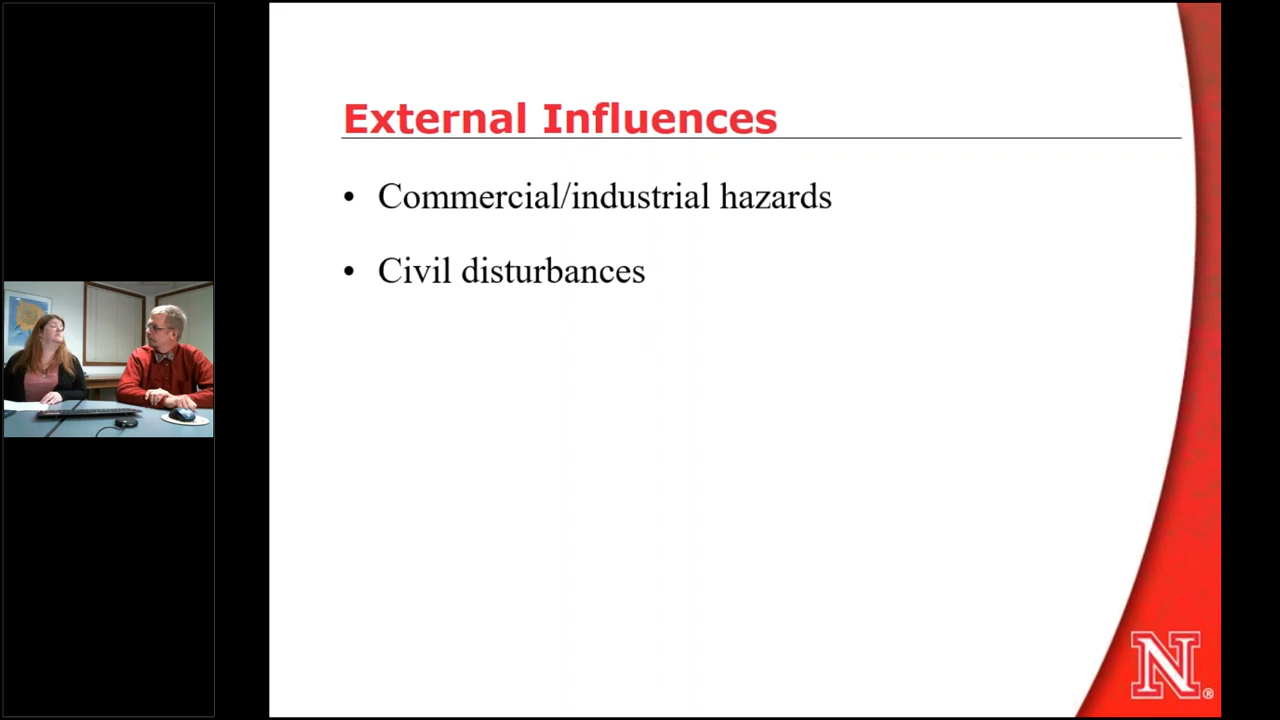 External Influences
• Commercial/industrial hazards
• Civil disturbances
N®